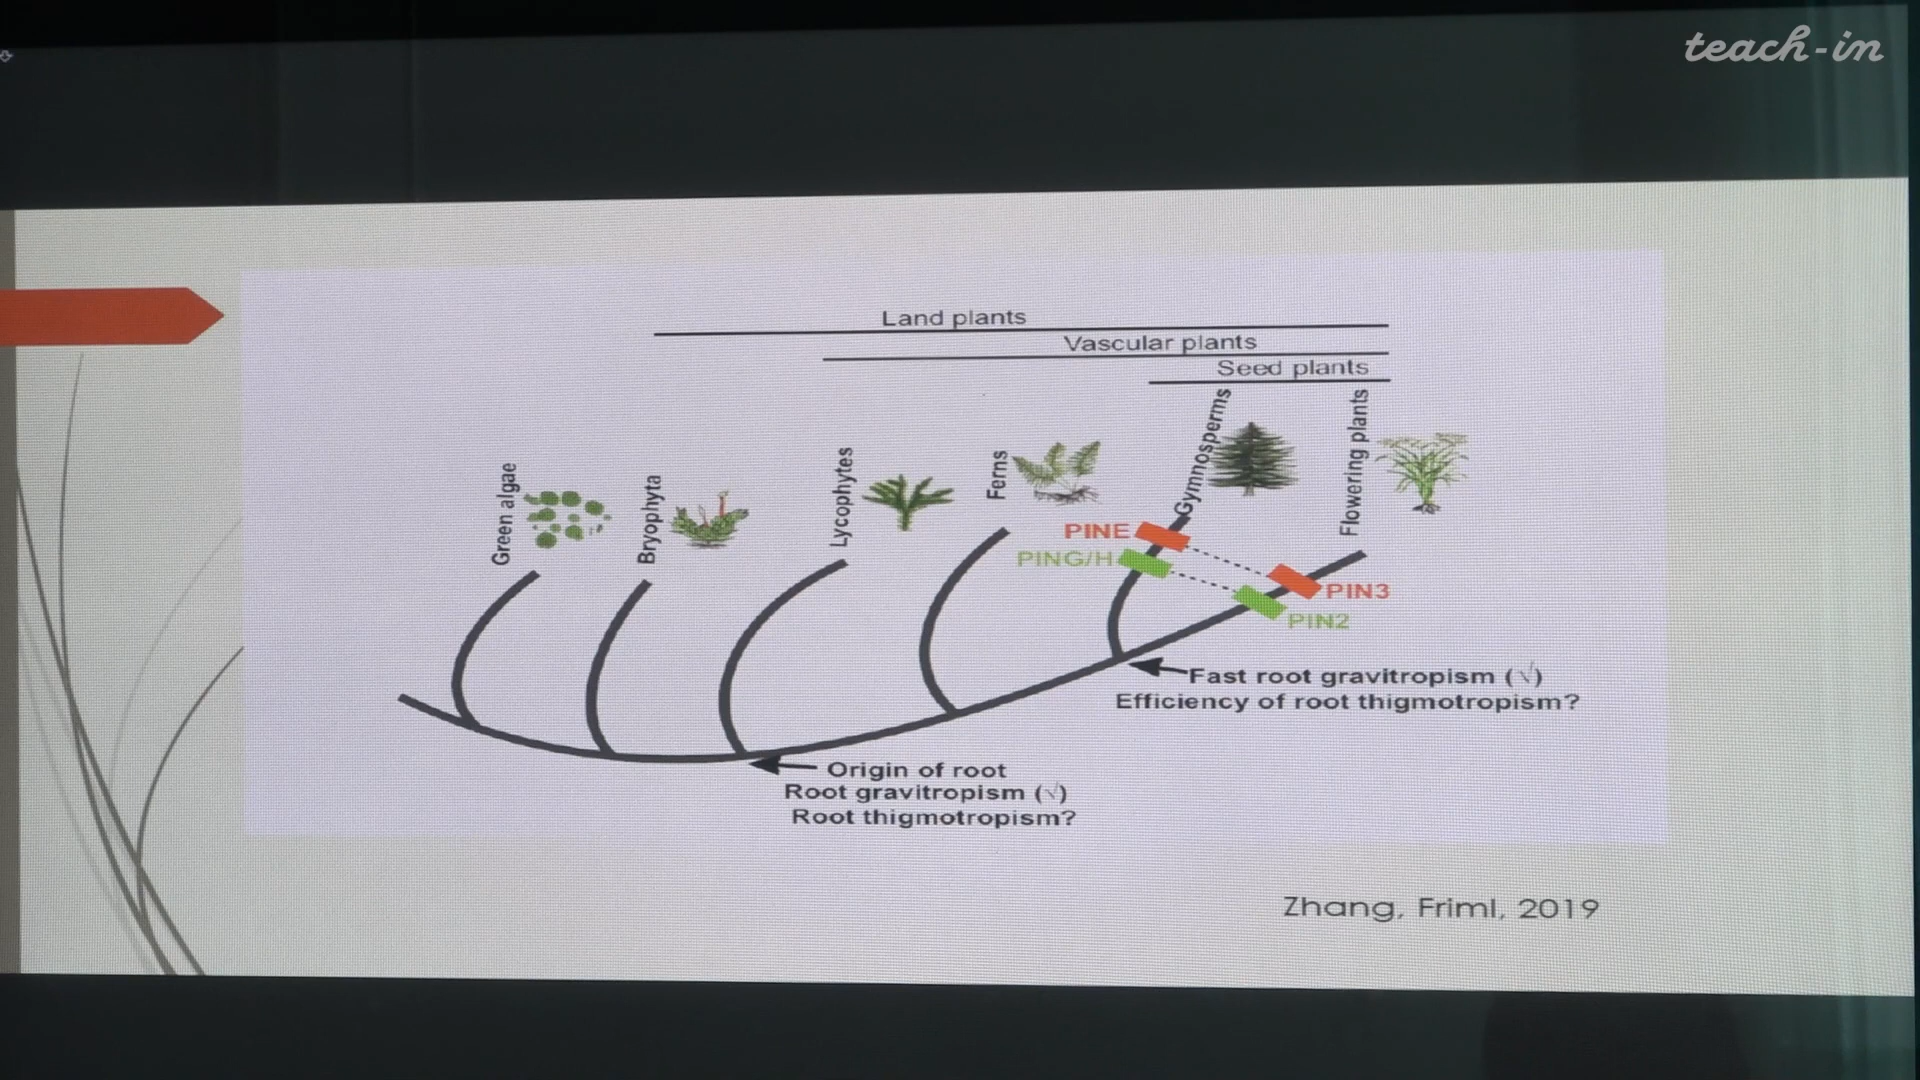 teach-in
Land plants
Vascular plants
Seed plants
Green algae
Bryophyta
Lycophytes
Ferns
Gymnosperms
Flowering plants
PINE
PING/H
PIN3
PIN2
Fast root gravitropism (√)
Efficiency of root thigmotropism?
Origin of root
Root gravitropism (√)
Root thigmotropism?
Zhang, Friml, 2019